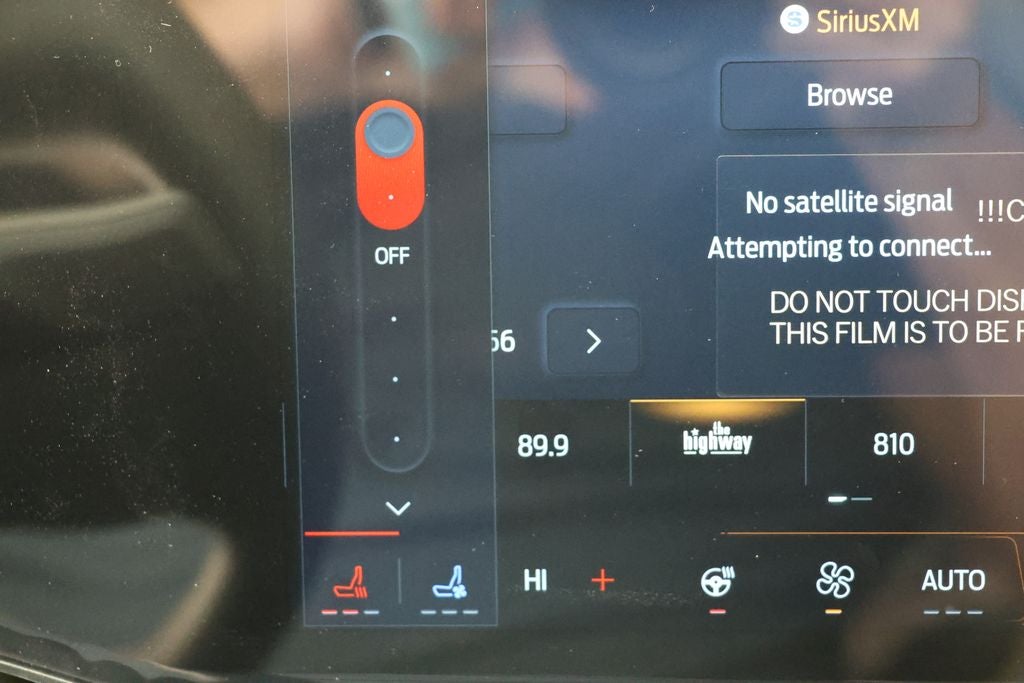 SiriusXM
Browse
No satellite signal
Attempting to connect...
!!!C
DO NOT TOUCH DIS
THIS FILM IS TO BE
OFF
56
89.9
the
highway
810
HI
+
AUTO